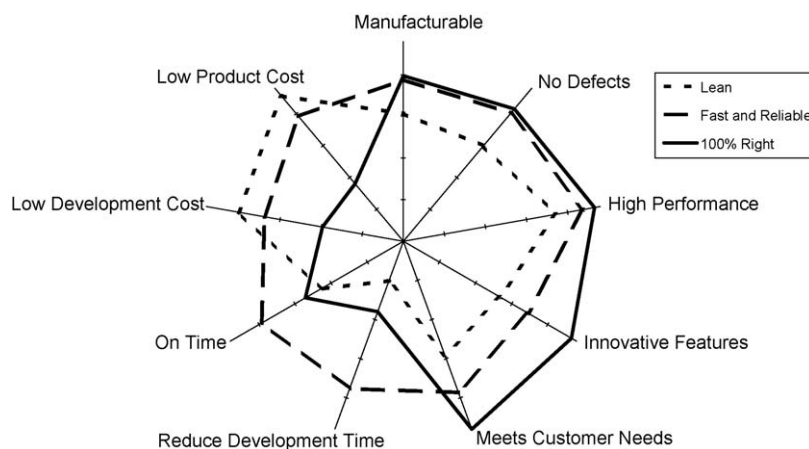 Manufacturable
Low Product Cost
No Defects
Lean
Fast and Reliable
100% Right
Low Development Cost
High Performance
On Time
Innovative Features
Reduce Development Time
Meets Customer Needs